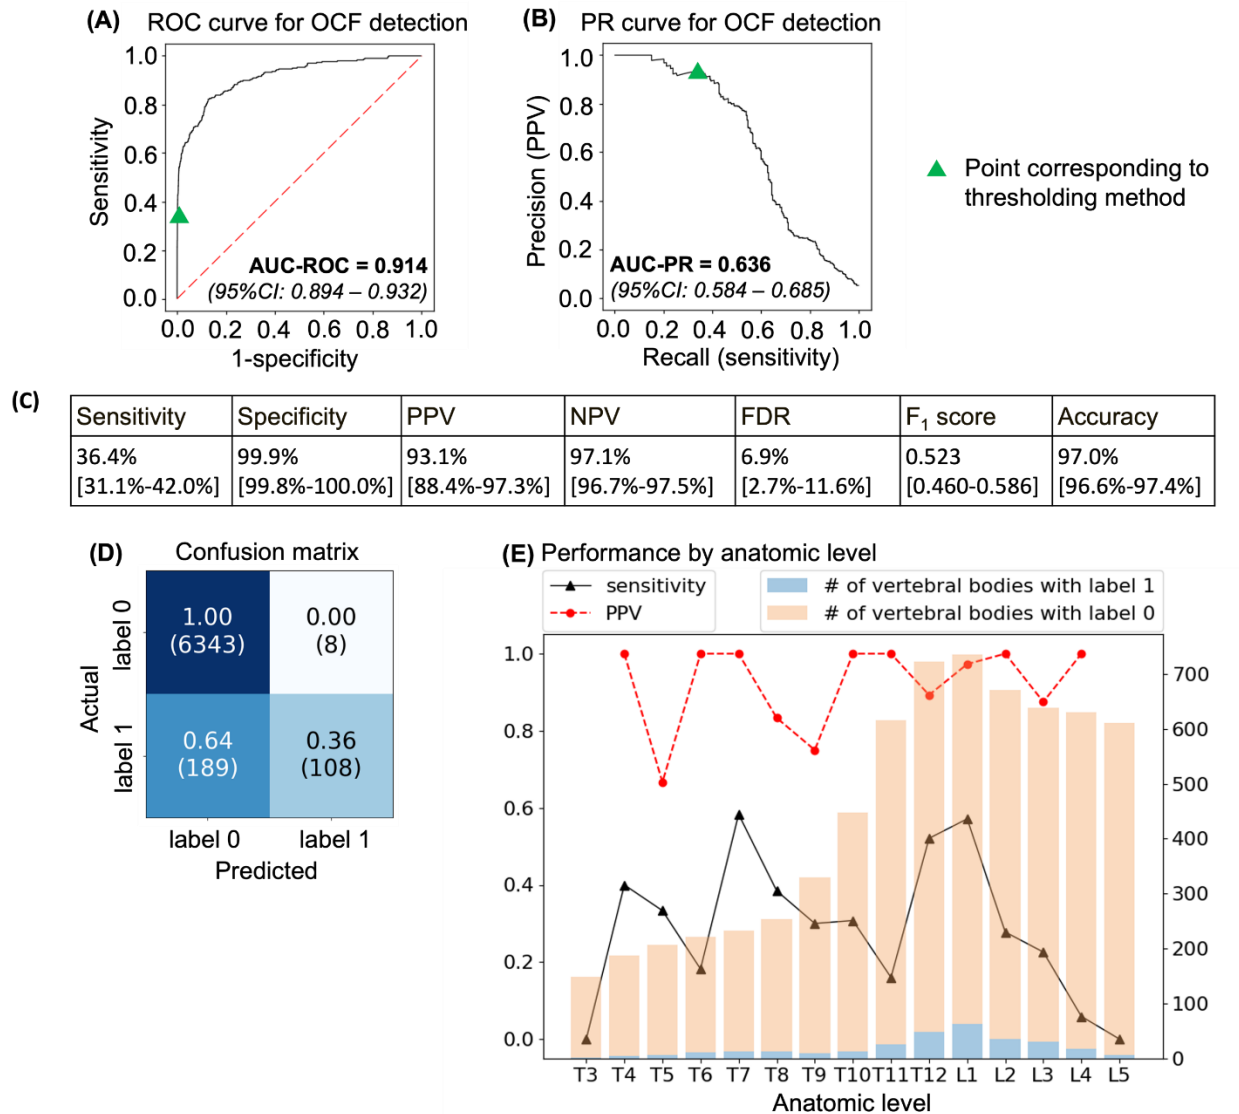 (A) ROC curve for OCF detection
1.0
0.8
0.6
0.4
0.2
0.0
Sensitivity
AUC-ROC = 0.914
(95%CI: 0.894 – 0.932)
0.0 0.2 0.4 0.6 0.8 1.0
1-specificity
(B) PR curve for OCF detection
1.0
0.8
0.6
0.4
0.2
0.0
Precision (PPV)
AUC-PR = 0.636
(95%CI: 0.584 – 0.685)
0.0 0.2 0.4 0.6 0.8 1.0
Recall (sensitivity)
Point corresponding to
thresholding method
(C)
Sensitivity Specificity PPV NPV FDR F1 score Accuracy
36.4% 99.9% 93.1% 97.1% 6.9% 0.523 97.0%
[31.1%-42.0%] [99.8%-100.0%] [88.4%-97.3%] [96.7%-97.5%] [2.7%-11.6%] [0.460-0.586] [96.6%-97.4%]
(D) Confusion matrix
Actual
label 0
label 1
1.00
(6343)
0.00
(8)
0.64
(189)
0.36
(108)
label 0 label 1
Predicted
(E) Performance by anatomic level
sensitivity
PPV
# of vertebral bodies with label 1
# of vertebral bodies with label 0
1.0
0.8
0.6
0.4
0.2
0.0
700
600
500
400
300
200
100
0
T3 T4 T5 T6 T7 T8 T9 T10 T11 T12 L1 L2 L3 L4 L5
Anatomic level